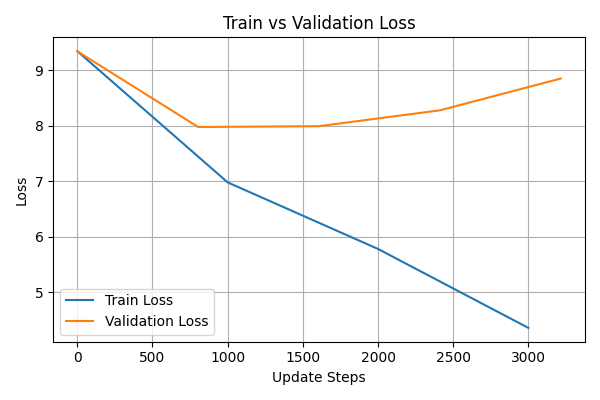 Train vs Validation Loss
Loss
9
8
7
6
5
Train Loss
Validation Loss
0 500 1000 1500 2000 2500 3000
Update Steps